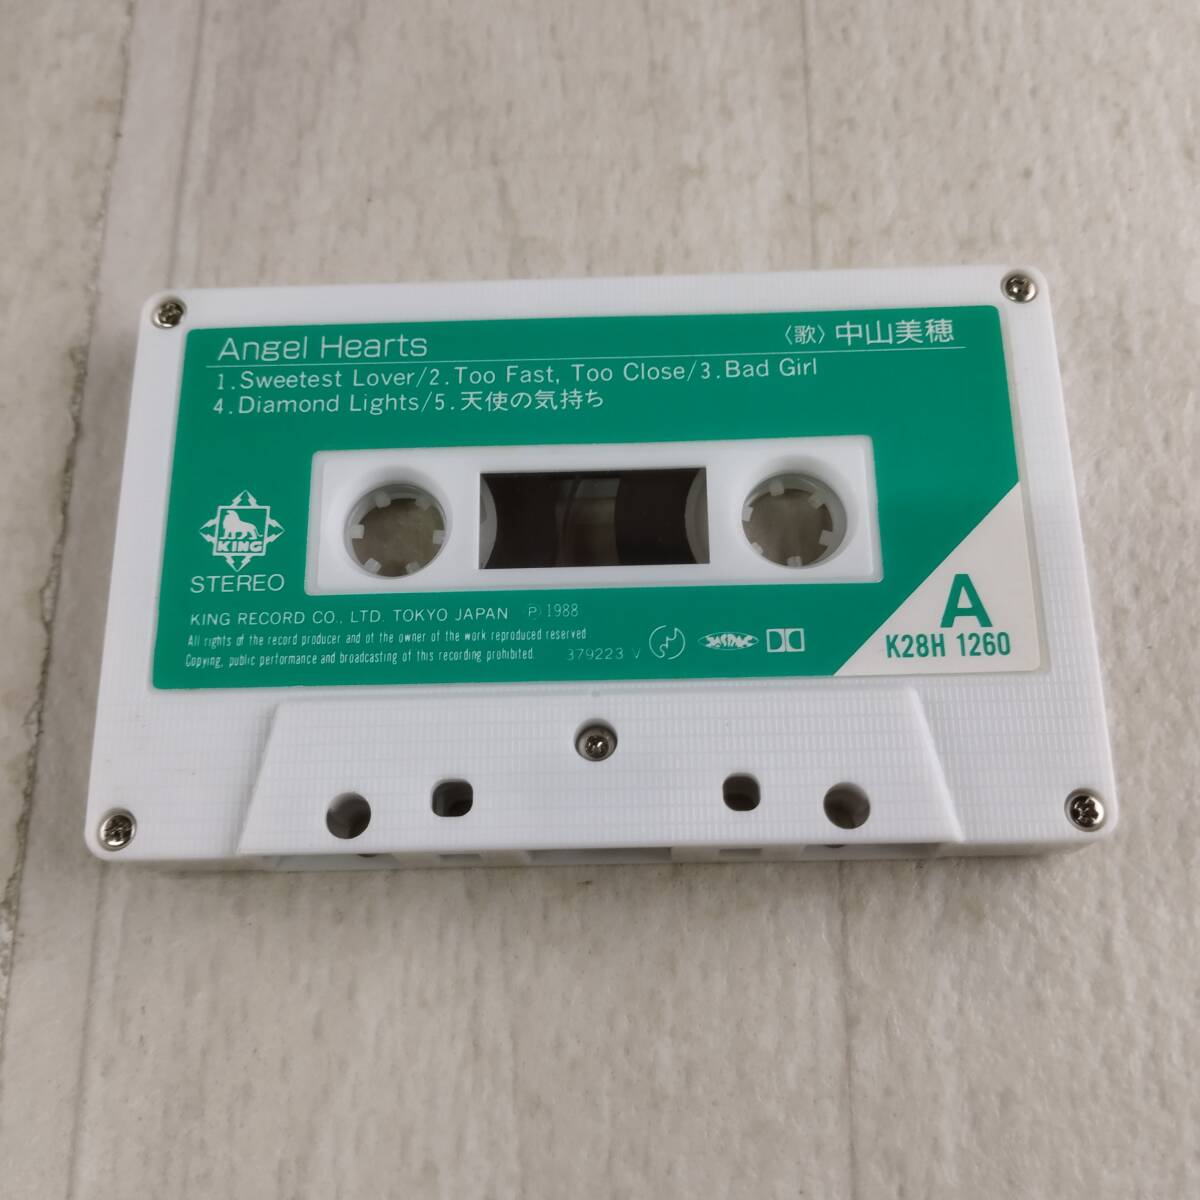 Angel Hearts 〈歌〉中山美穂
1.Sweetest Lover/2.Too Fast, Too Close/3.Bad Girl
4.Diamond Lights/5.天使の気持ち
KING
STEREO
KING RECORD CO., LTD. TOKYO JAPAN Ⓟ1988
All rights of the record producer and of the owner of the work reproduced reserved.
Copying, public performance and broadcasting of this recording prohibited. 379223 V
A
K28H 1260